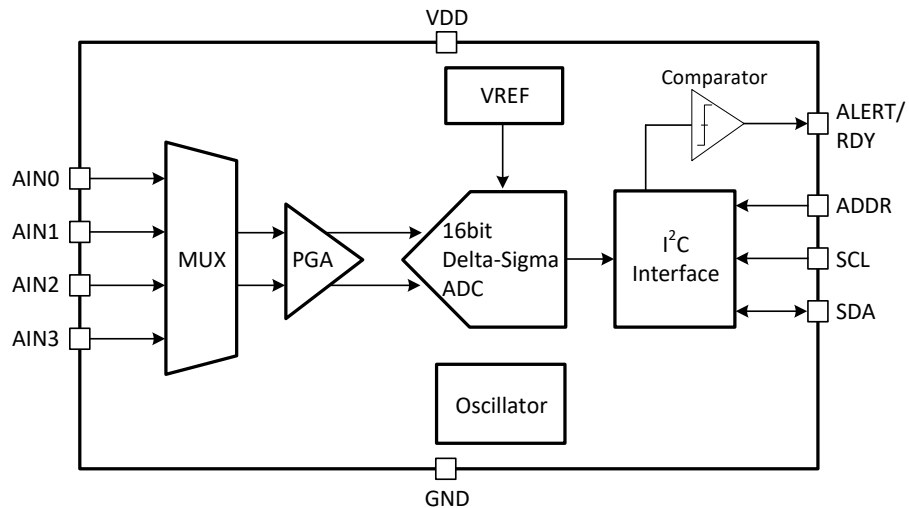 VDD
Comparator
VREF
ALERT/
RDY
AIN0
AIN1
AIN2
AIN3
MUX
PGA
16bit
Delta-Sigma
ADC
I²C
Interface
ADDR
SCL
SDA
Oscillator
GND